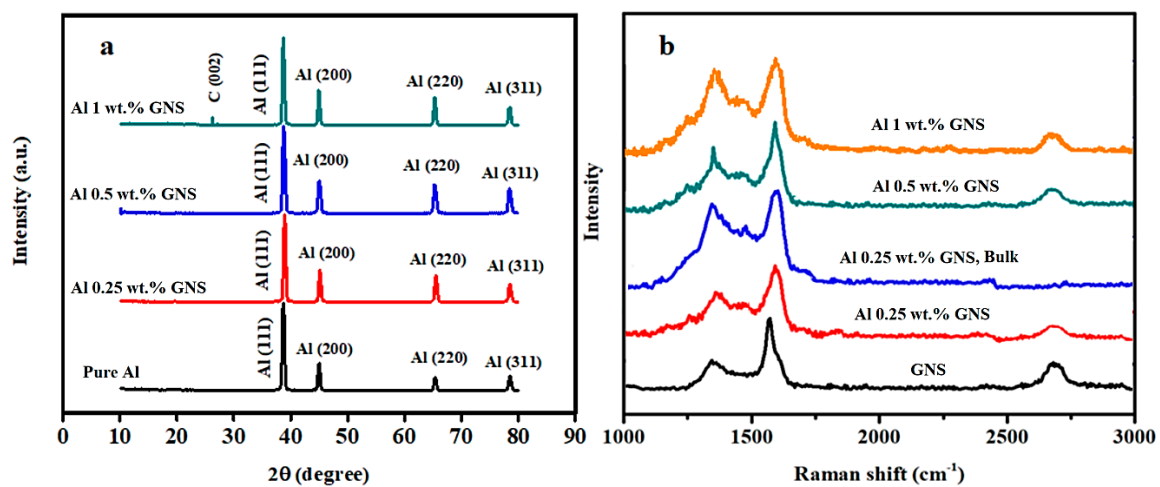 a
C (002)
Al (111)
Al (200)
Al (220)
Al (311)
Al 1 wt.% GNS
Al (111)
Al (200)
Al (220)
Al (311)
Al 0.5 wt.% GNS
Al (111)
Al (200)
Al (220)
Al (311)
Al 0.25 wt.% GNS
Al (111)
Al (200)
Al (220)
Al (311)
Pure Al
Intensity (a.u.)
0 10 20 30 40 50 60 70 80 90
2θ (degree)
b
Al 1 wt.% GNS
Al 0.5 wt.% GNS
Al 0.25 wt.% GNS, Bulk
Al 0.25 wt.% GNS
GNS
Intensity
1000 1500 2000 2500 3000
Raman shift (cm⁻¹)